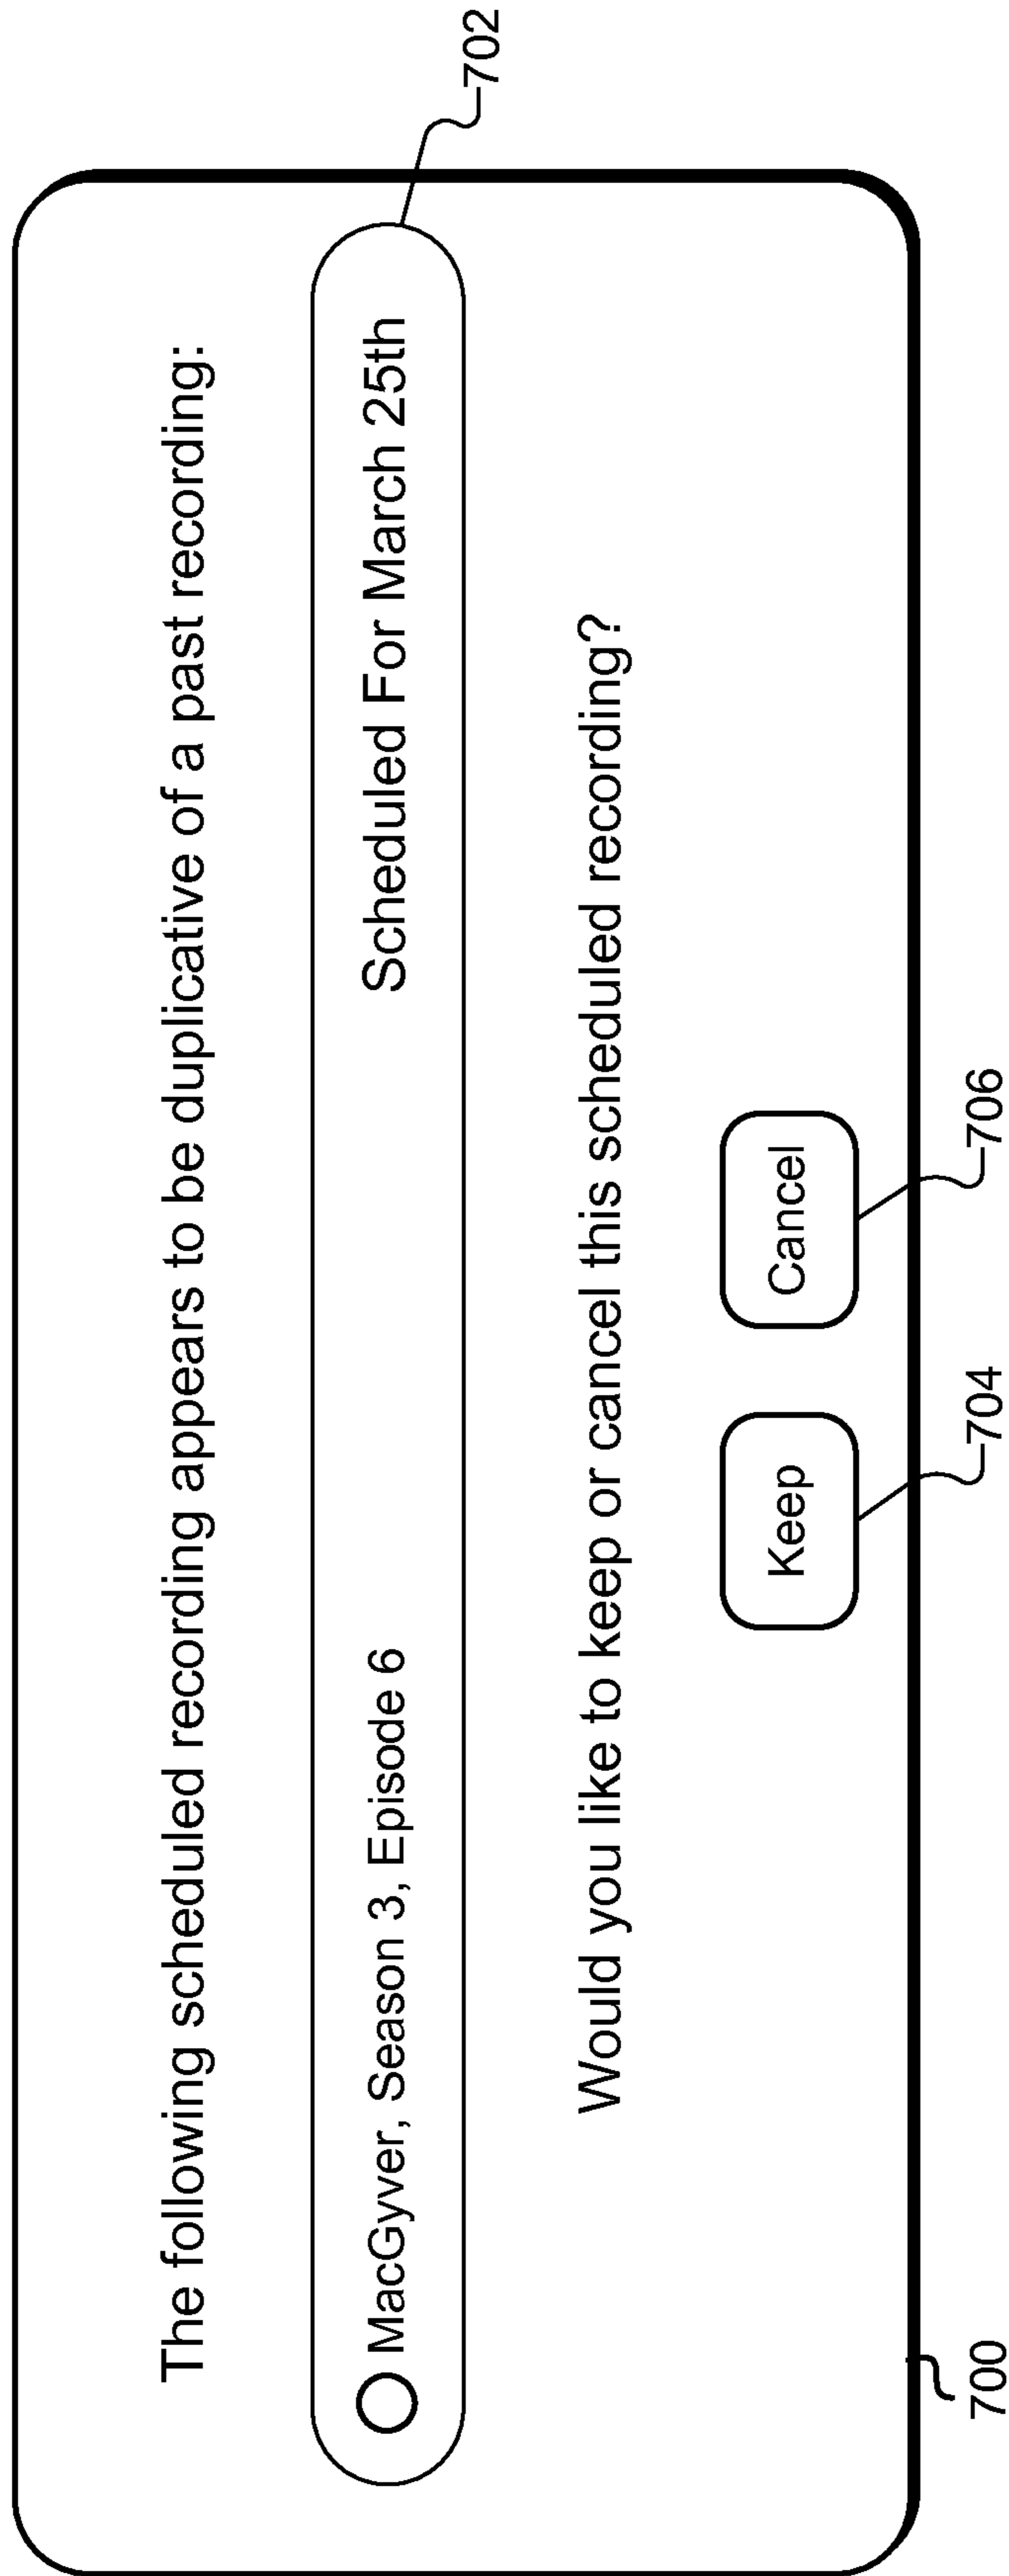 The following scheduled recording appears to be duplicative of a past recording:
MacGyver, Season 3, Episode 6 Scheduled For March 25th
702
Would you like to keep or cancel this scheduled recording?
Keep Cancel
700 704 706